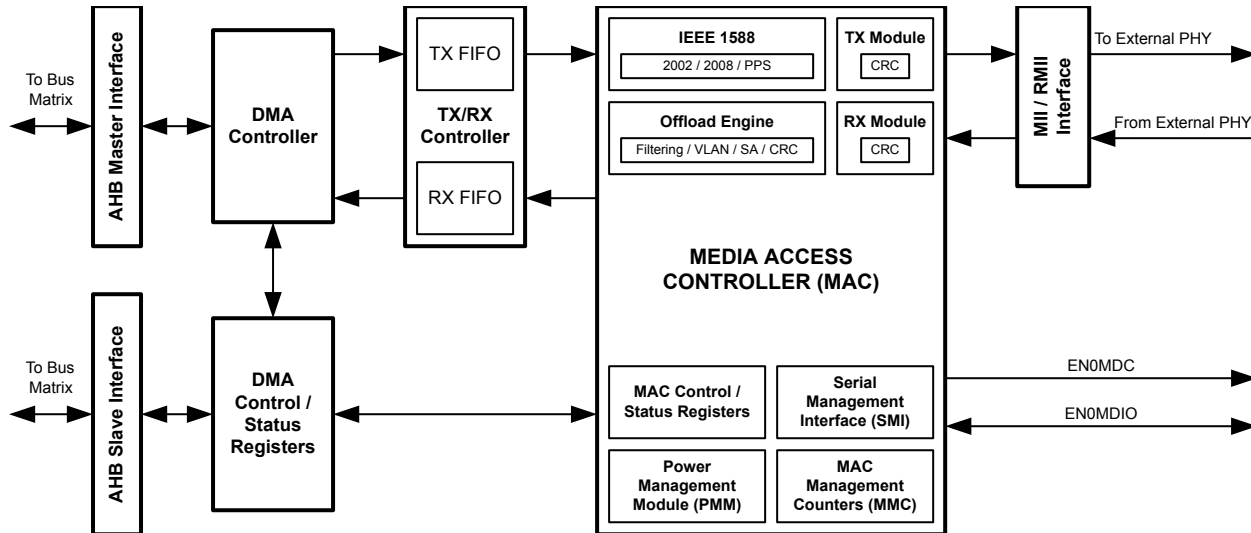 To Bus
Matrix
AHB Master Interface
DMA
Controller
TX FIFO
TX/RX
Controller
RX FIFO
IEEE 1588
2002 / 2008 / PPS
TX Module
CRC
Offload Engine
Filtering / VLAN / SA / CRC
RX Module
CRC
MEDIA ACCESS
CONTROLLER (MAC)
MII / RMII
Interface
To External PHY
From External PHY
To Bus
Matrix
AHB Slave Interface
DMA
Control /
Status
Registers
MAC Control /
Status Registers
Serial
Management
Interface (SMI)
Power
Management
Module (PMM)
MAC
Management
Counters (MMC)
EN0MDC
EN0MDIO